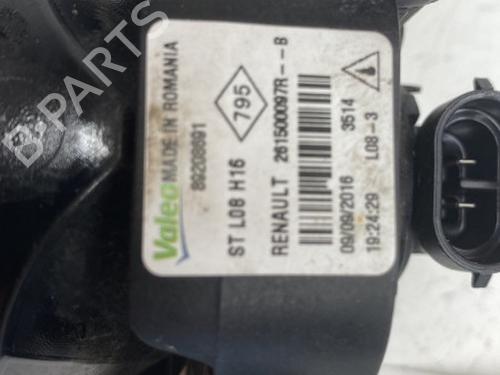 Valeo
MADE IN ROMANIA
89208691
ST L08 H16
795
RENAULT 261500097R--B
3514
09/09/2016
19:24:29 L08-3
B-PARTS